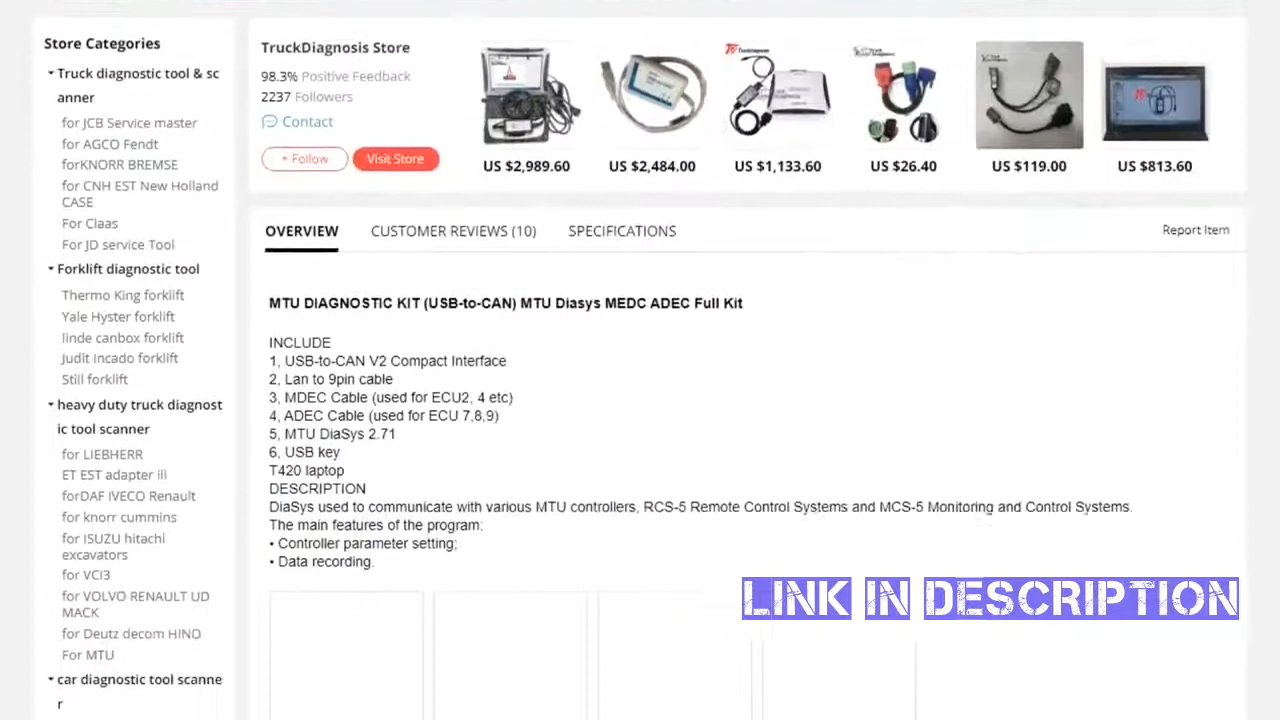 Store Categories
Truck diagnostic tool & sc
anner
for JCB Service master
for AGCO Fendt
forKNORR BREMSE
for CNH EST New Holland
CASE
For Claas
For JD service Tool
Forklift diagnostic tool
Thermo King forklift
Yale Hyster forklift
linde canbox forklift
Judit Incado forklift
Still forklift
heavy duty truck diagnost
ic tool scanner
for LIEBHERR
ET EST adapter iii
forDAF IVECO Renault
for knorr cummins
for ISUZU hitachi
excavators
for VCI3
for VOLVO RENAULT UD
MACK
for Deutz decom HINO
For MTU
car diagnostic tool scanne
r
TruckDiagnosis Store
98.3% Positive Feedback
2237 Followers
Contact
+ Follow
Visit Store
US $2,989.60
US $2,484.00
US $1,133.60
US $26.40
US $119.00
US $813.60
OVERVIEW
CUSTOMER REVIEWS (10)
SPECIFICATIONS
Report Item
MTU DIAGNOSTIC KIT (USB-to-CAN) MTU Diasys MEDC ADEC Full Kit
INCLUDE
1, USB-to-CAN V2 Compact Interface
2, Lan to 9pin cable
3, MDEC Cable (used for ECU2, 4 etc)
4, ADEC Cable (used for ECU 7,8,9)
5, MTU DiaSys 2.71
6, USB key
T420 laptop
DESCRIPTION
DiaSys used to communicate with various MTU controllers, RCS-5 Remote Control Systems and MCS-5 Monitoring and Control Systems.
The main features of the program:
• Controller parameter setting;
• Data recording.
LINK IN DESCRIPTION